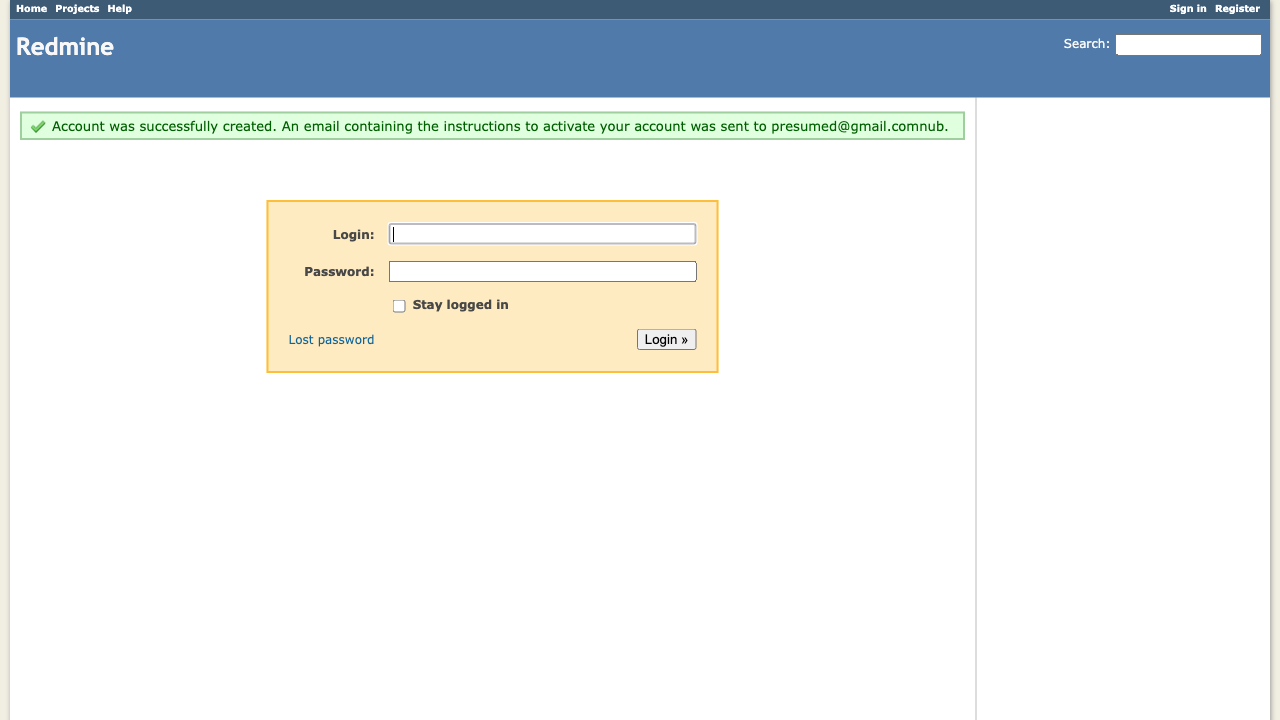 Home Projects Help Sign in Register
Redmine
Search:
Account was successfully created. An email containing the instructions to activate your account was sent to presumed@gmail.comnub.
Login:
Password:
Stay logged in
Lost password Login »